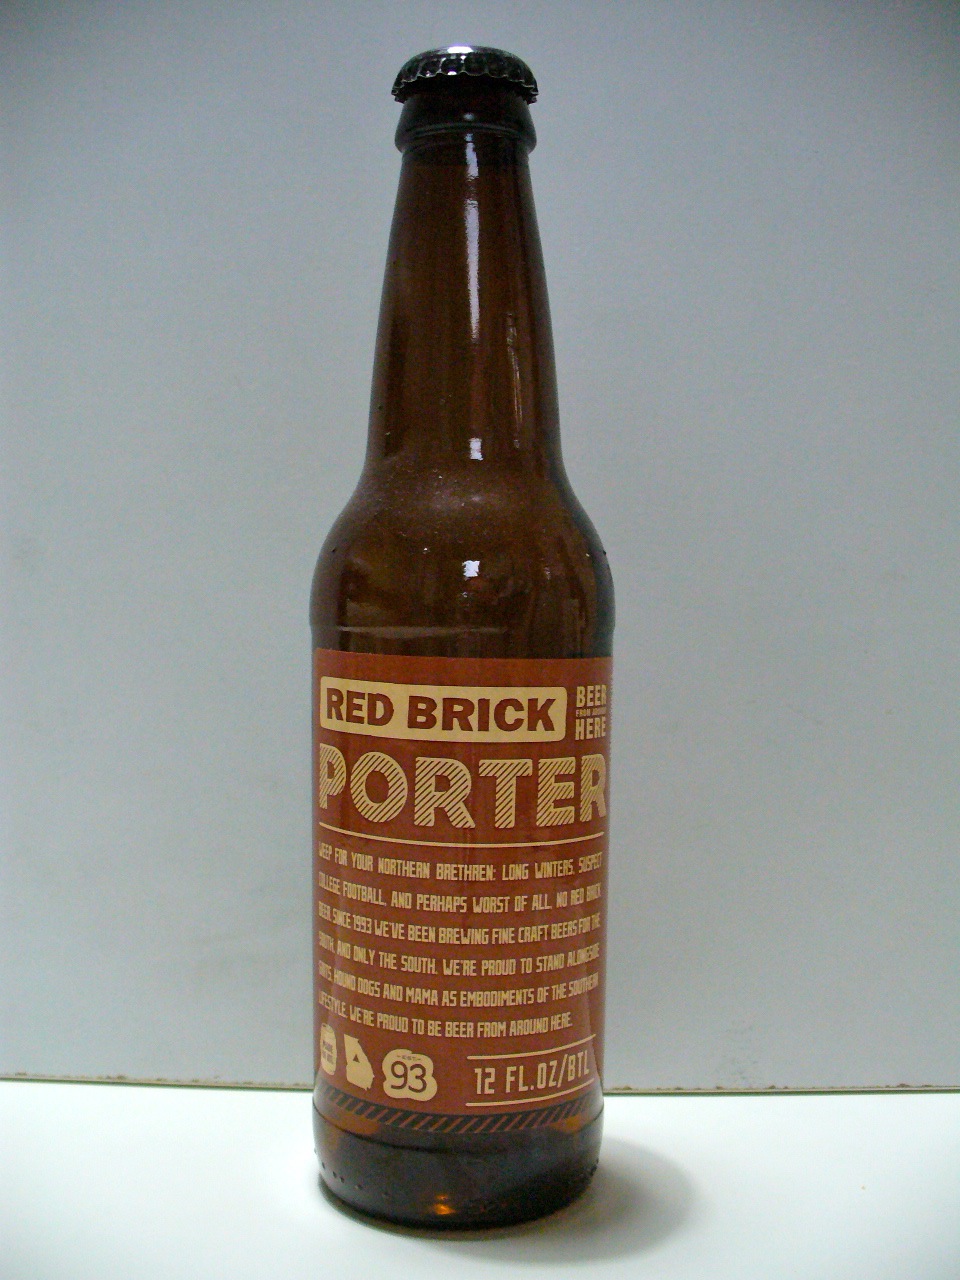 RED BRICK
BEER
FROM AROUND
HERE
PORTER
WEEP FOR YOUR NORTHERN BRETHREN: LONG WINTERS, SUSPECT
COLLEGE FOOTBALL, AND PERHAPS WORST OF ALL, NO RED BRICK
BEER. SINCE 1993 WE'VE BEEN BREWING FINE CRAFT BEERS FOR THE
SOUTH, AND ONLY THE SOUTH. WE'RE PROUD TO STAND ALONGSIDE
GRITS, HOUND DOGS AND MAMA AS EMBODIMENTS OF THE SOUTHERN
LIFESTYLE. WE'RE PROUD TO BE BEER FROM AROUND HERE.
EST.
93
12 FL.OZ/BTL